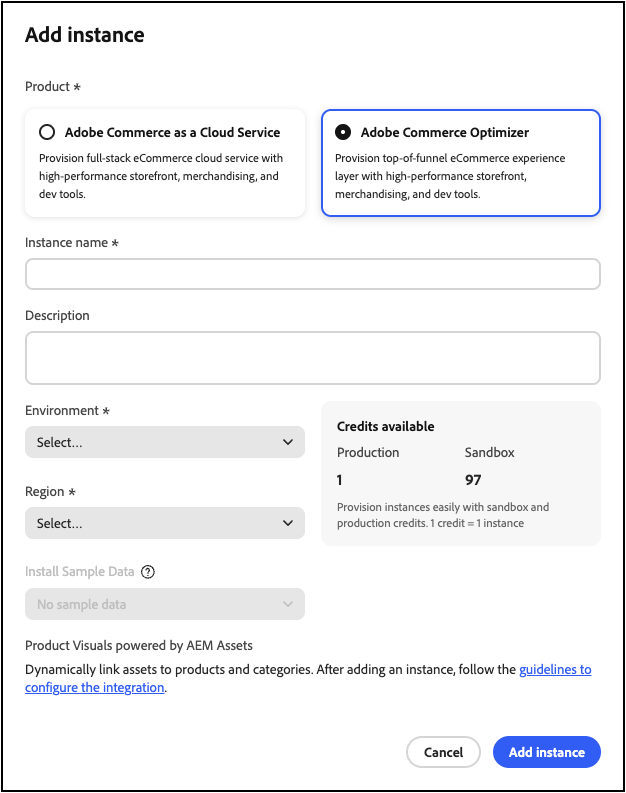 Add instance
Product *
Adobe Commerce as a Cloud Service
Provision full-stack eCommerce cloud service with
high-performance storefront, merchandising, and
dev tools.
Adobe Commerce Optimizer
Provision top-of-funnel eCommerce experience
layer with high-performance storefront,
merchandising, and dev tools.
Instance name *
Description
Environment *
Select...
Credits available
Production
Sandbox
1
97
Provision instances easily with sandbox and
production credits. 1 credit = 1 instance
Region *
Select...
Install Sample Data ?
No sample data
Product Visuals powered by AEM Assets
Dynamically link assets to products and categories. After adding an instance, follow the guidelines to
configure the integration.
Cancel
Add instance